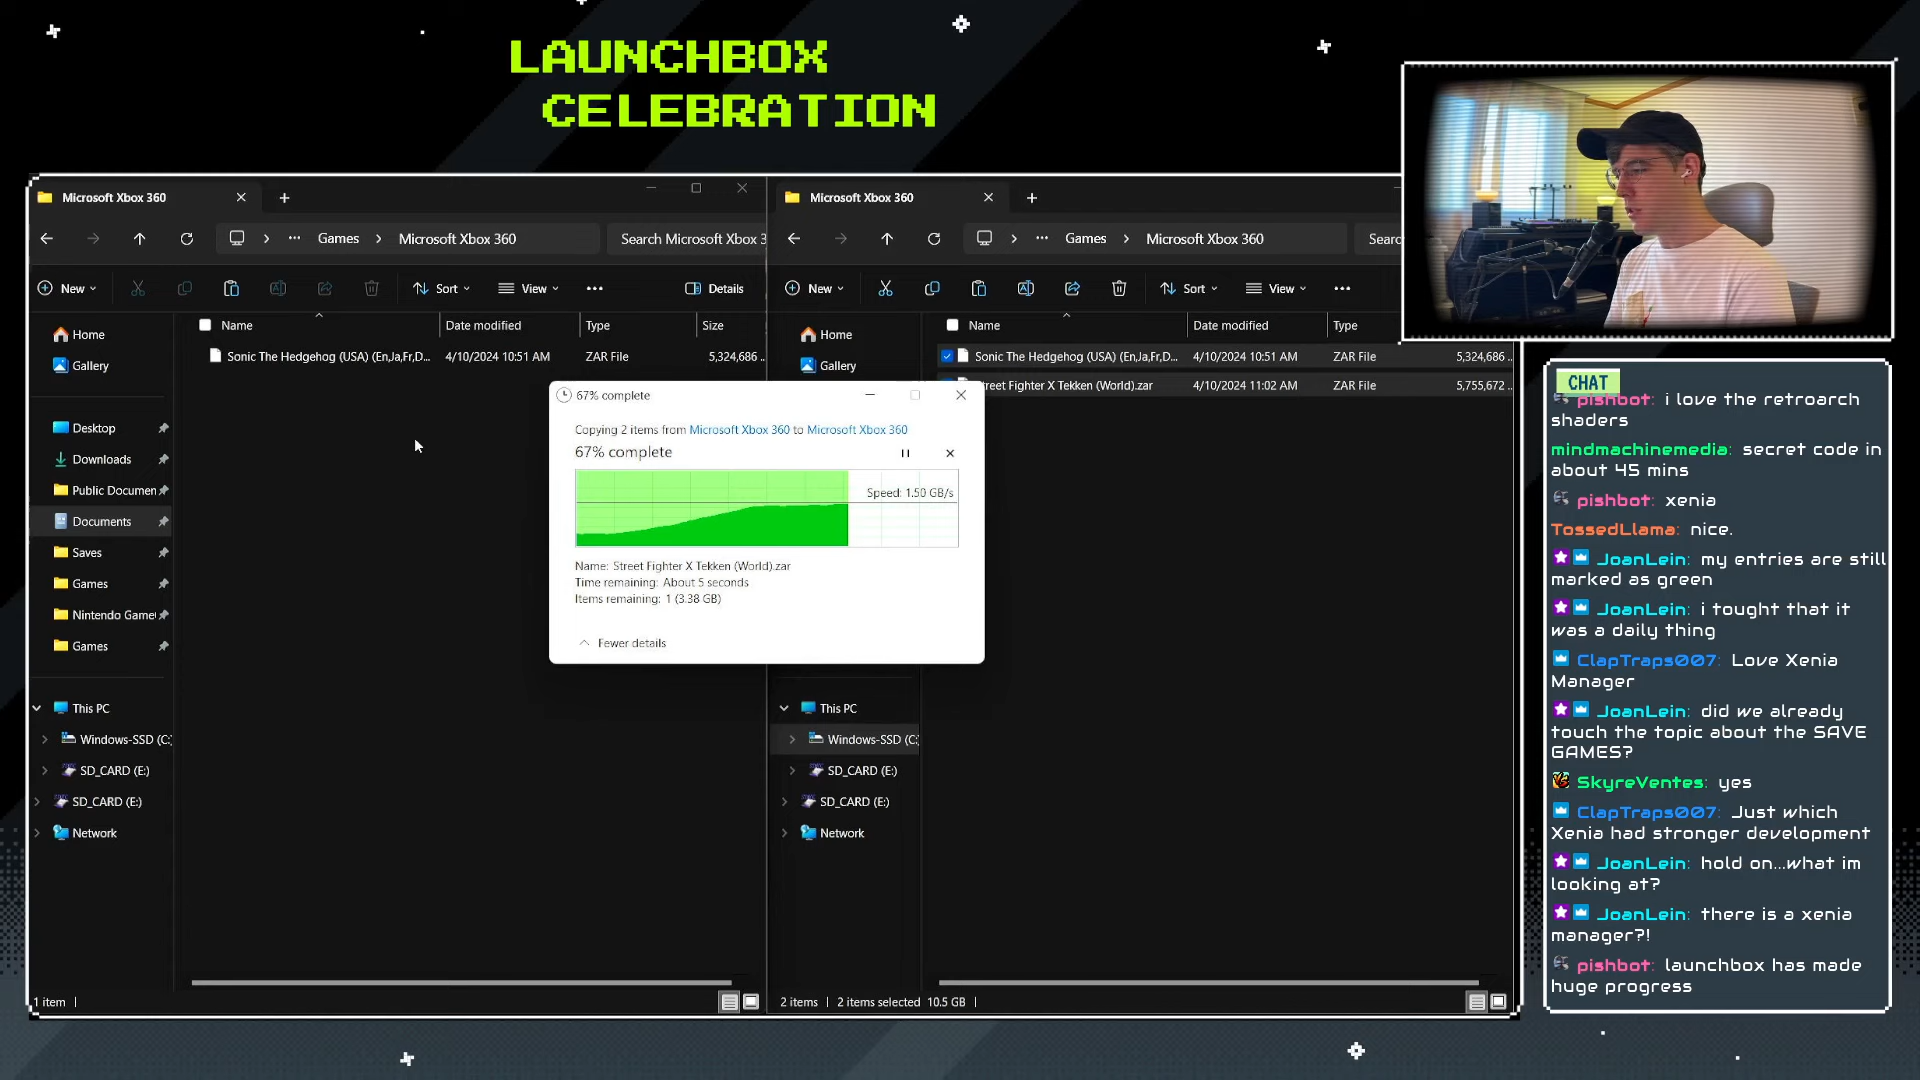 LAUNCHBOX
CELEBRATION
Microsoft Xbox 360
Games
Microsoft Xbox 360
Search Microsoft Xbox 3
New
Sort
View
Details
Name
Date modified
Type
Size
Home
Gallery
Desktop
Downloads
Public Documen
Documents
Saves
Games
Nintendo Game
Games
This PC
Windows-SSD (C:
SD_CARD (E:)
SD_CARD (E:)
Network
Sonic The Hedgehog (USA) (En,Ja,Fr,D...
4/10/2024 10:51 AM
ZAR File
5,324,686 ..
1 item
Microsoft Xbox 360
Games
Microsoft Xbox 360
Searc
New
Sort
View
Name
Date modified
Type
Home
Gallery
Sonic The Hedgehog (USA) (En,Ja,Fr,D...
4/10/2024 10:51 AM
ZAR File
5,324,686 ..
treet Fighter X Tekken (World).zar
4/10/2024 11:02 AM
ZAR File
5,755,672 ..
This PC
Windows-SSD (C:
SD_CARD (E:)
SD_CARD (E:)
Network
2 items
2 items selected 10.5 GB
67% complete
Copying 2 items from Microsoft Xbox 360 to Microsoft Xbox 360
67% complete
Speed: 1.50 GB/s
Name: Street Fighter X Tekken (World).zar
Time remaining: About 5 seconds
Items remaining: 1 (3.38 GB)
Fewer details
CHAT
pishbot: i love the retroarch
shaders
mindmachinemedia: secret code in
about 45 mins
pishbot: xenia
TossedLlama: nice.
JoanLein: my entries are still
marked as green
JoanLein: i tought that it
was a daily thing
ClapTraps007: Love Xenia
Manager
JoanLein: did we already
touch the topic about the SAVE
GAMES?
SkyreVentes: yes
ClapTraps007: Just which
Xenia had stronger development
JoanLein: hold on...what im
looking at?
JoanLein: there is a xenia
manager?!
pishbot: launchbox has made
huge progress